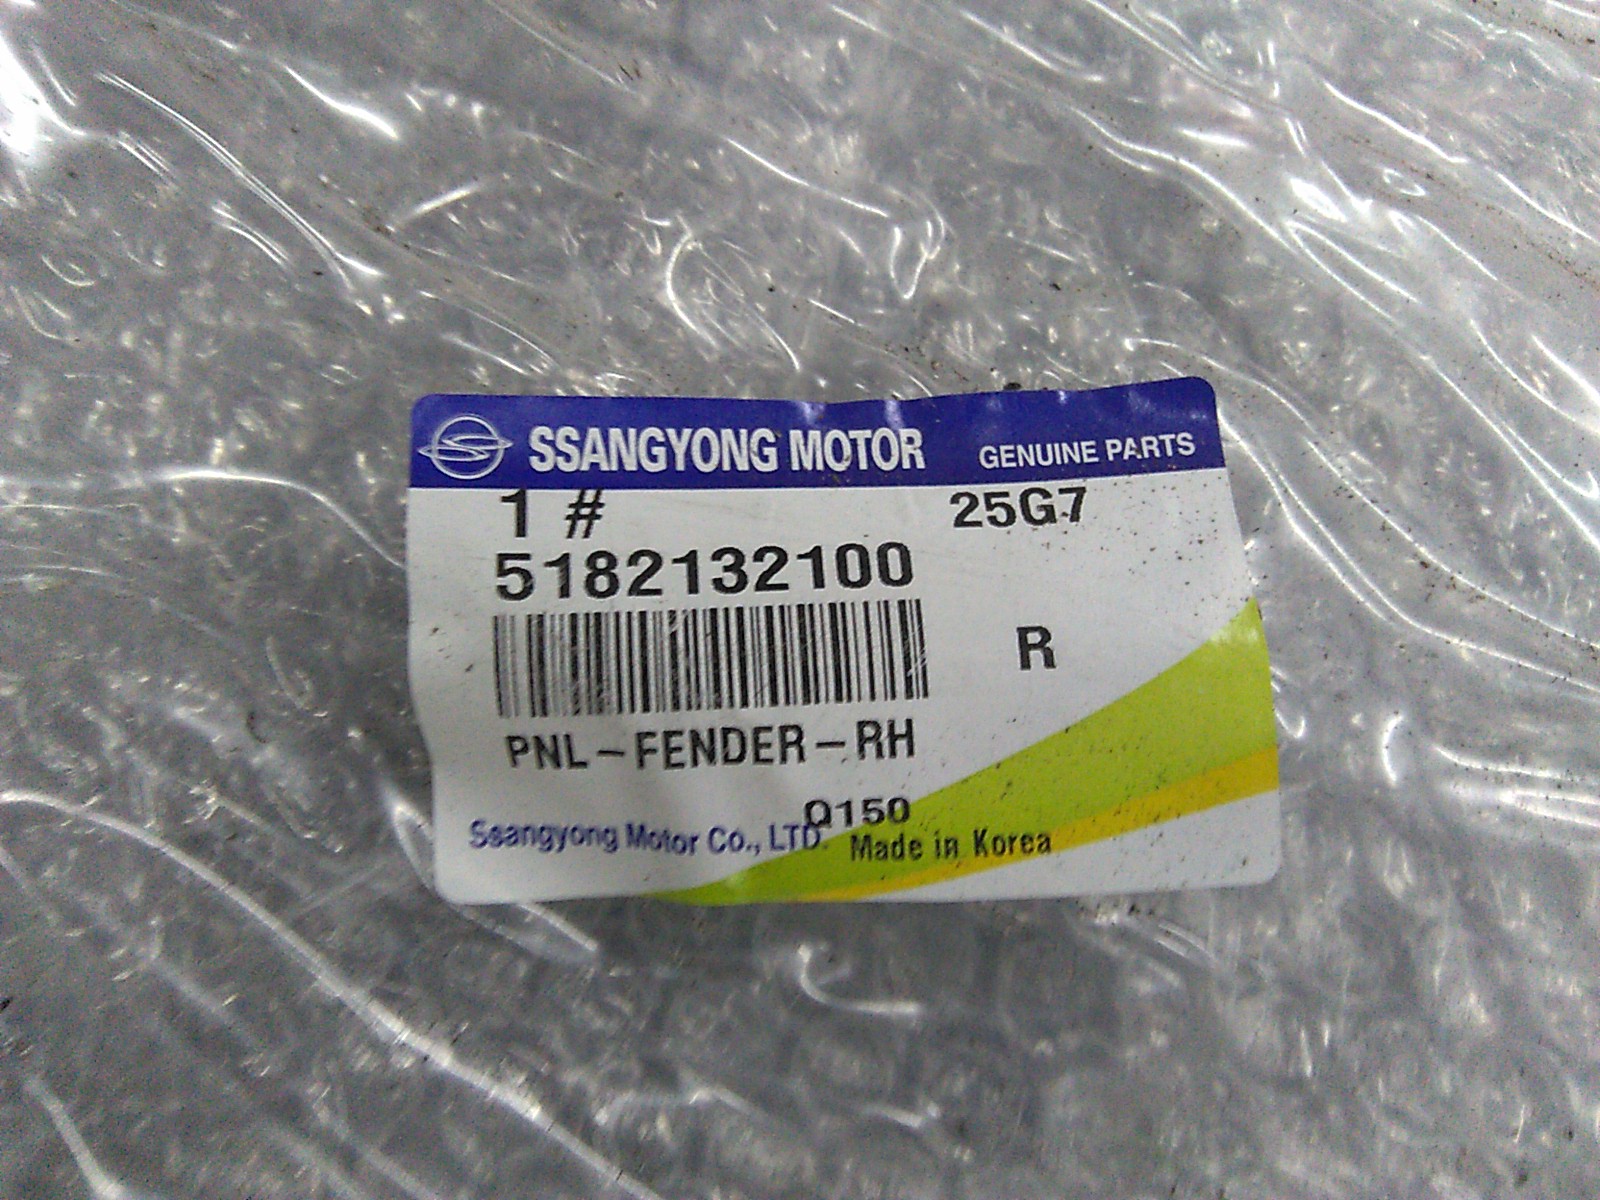 SSANGYONG MOTOR GENUINE PARTS
1 # 25G7
5182132100
R
PNL-FENDER-RH
Q150
Ssangyong Motor Co., LTD. Made in Korea